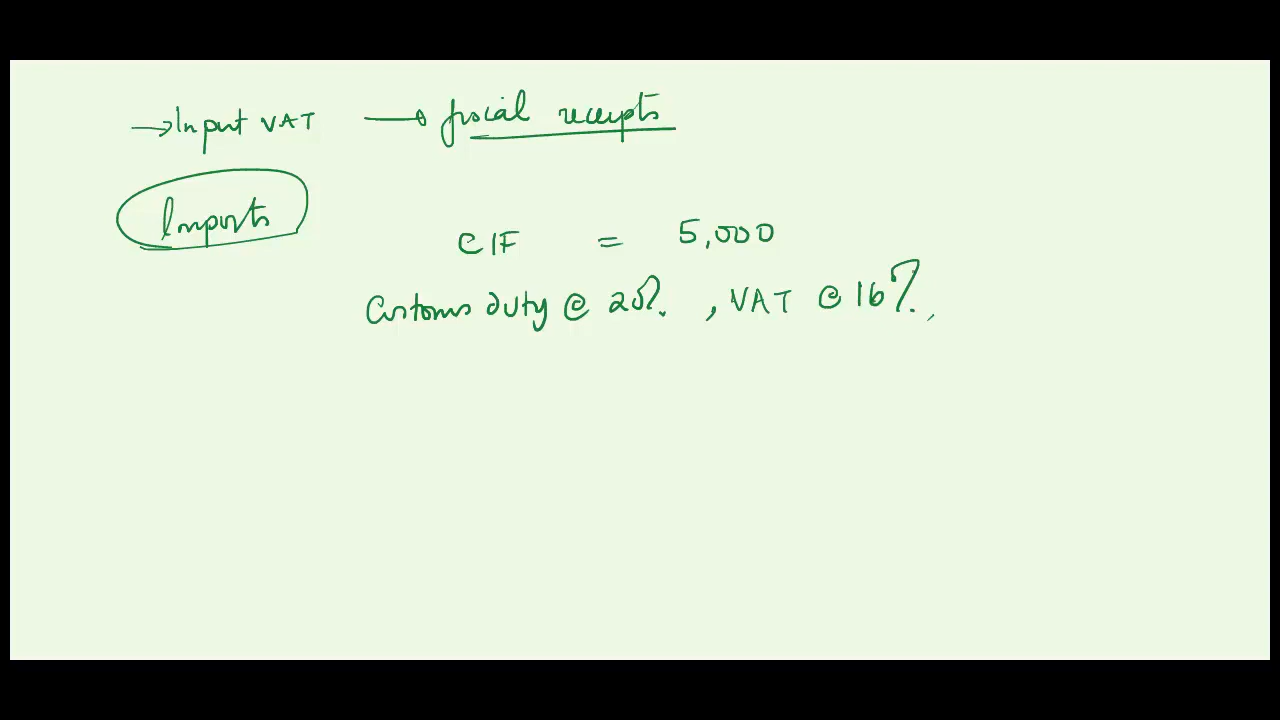 → Input VAT → fiscal receipts
Imports
CIF = 5,000
Customs duty @ 20%, VAT @ 16%,